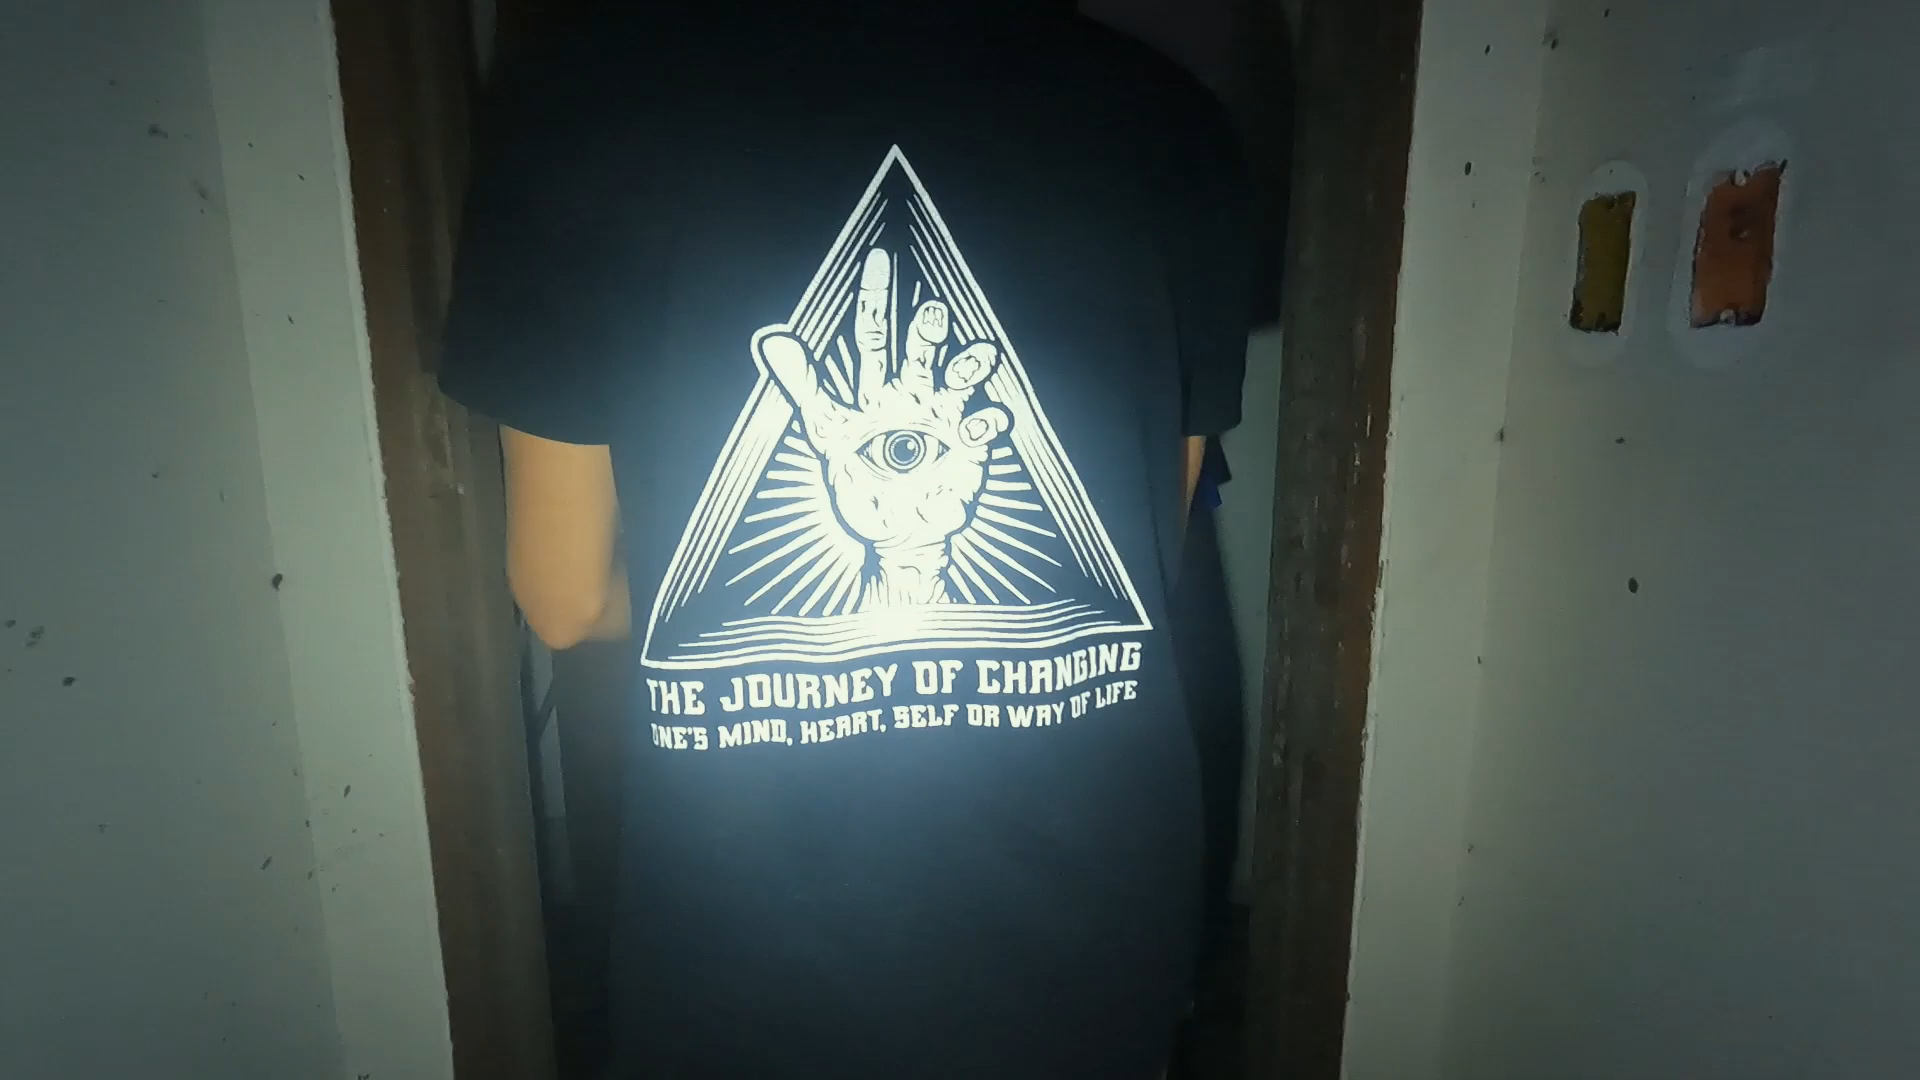 THE JOURNEY OF CHANGING
ONE'S MIND, HEART, SELF OR WAY OF LIFE